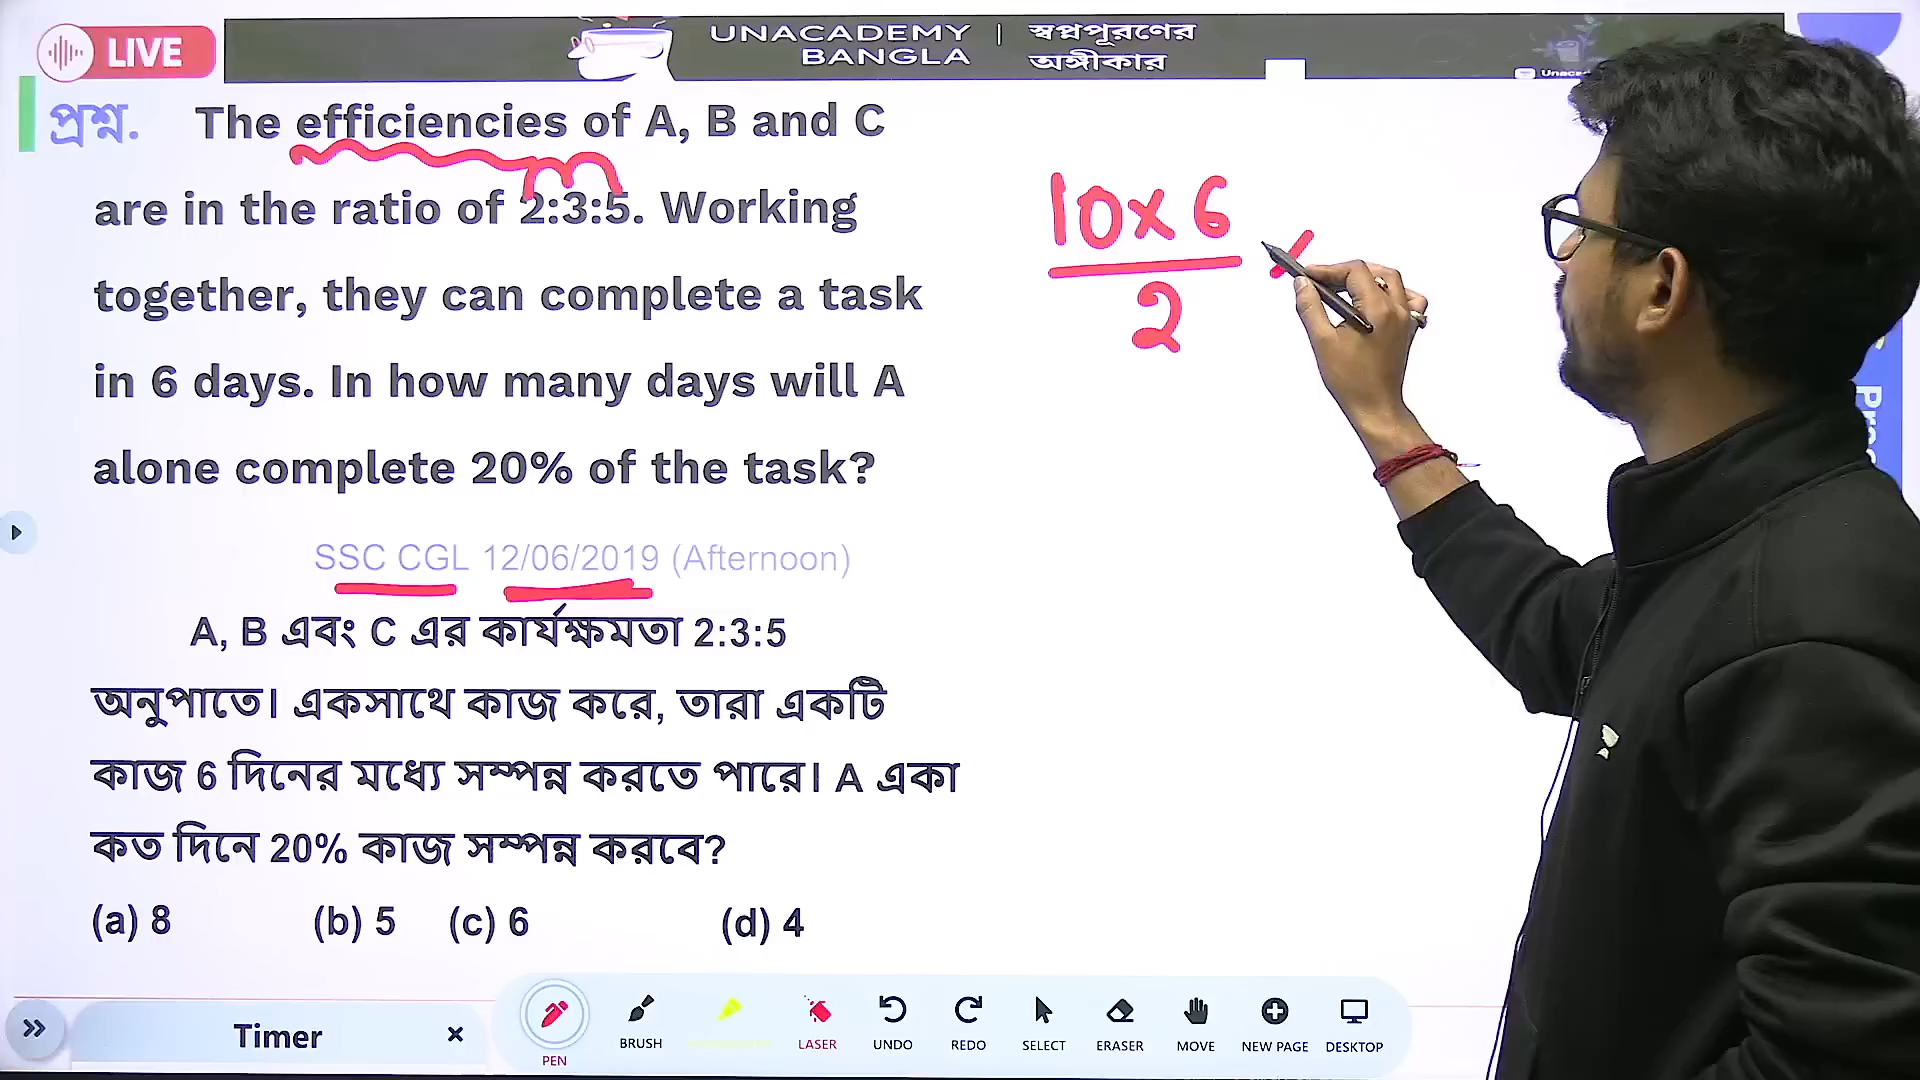 LIVE
UNACADEMY
BANGLA
স্বপ্নপূরণের
অঙ্গীকার
প্রশ্ন. The efficiencies of A, B and C
are in the ratio of 2:3:5. Working
together, they can complete a task
in 6 days. In how many days will A
alone complete 20% of the task?
SSC CGL 12/06/2019 (Afternoon)
A, B এবং C এর কার্যক্ষমতা 2:3:5
অনুপাতে। একসাথে কাজ করে, তারা একটি
কাজ 6 দিনের মধ্যে সম্পন্ন করতে পারে। A একা
কত দিনে 20% কাজ সম্পন্ন করবে?
(a) 8 (b) 5 (c) 6 (d) 4
10 x 6
2
Timer
PEN
BRUSH
LASER
UNDO
REDO
SELECT
ERASER
MOVE
NEW PAGE
DESKTOP